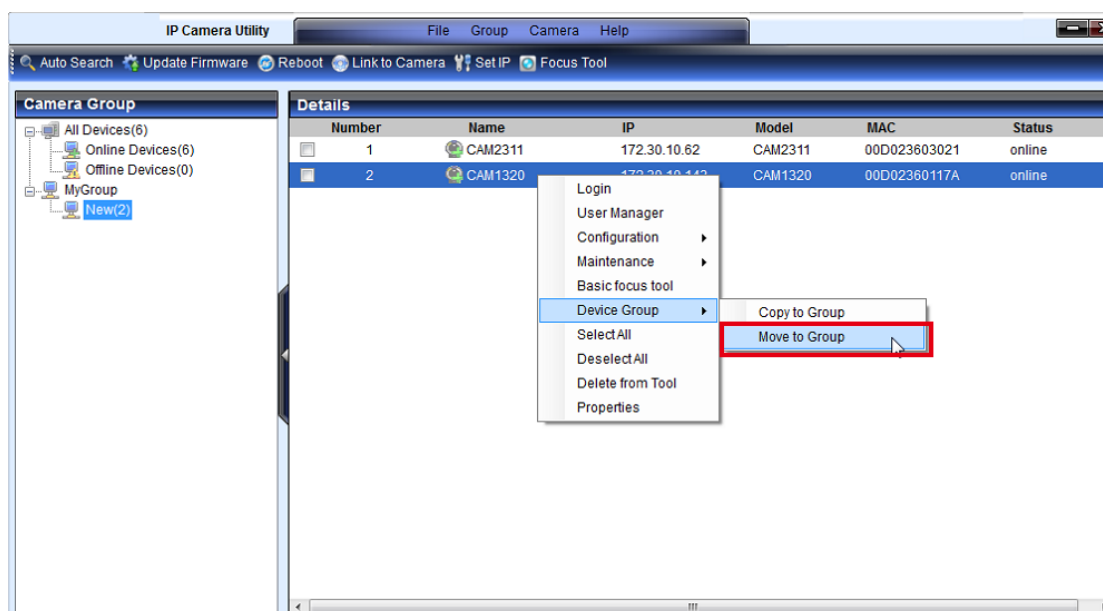 IP Camera Utility File Group Camera Help
Auto Search Update Firmware Reboot Link to Camera Set IP Focus Tool
Camera Group
All Devices(6)
Online Devices(6)
Offline Devices(0)
MyGroup
New(2)
Details
Number Name IP Model MAC Status
1 CAM2311 172.30.10.62 CAM2311 00D023603021 online
2 CAM1320 CAM1320 00D02360117A online
Login
User Manager
Configuration
Maintenance
Basic focus tool
Device Group
Select All
Deselect All
Delete from Tool
Properties
Copy to Group
Move to Group